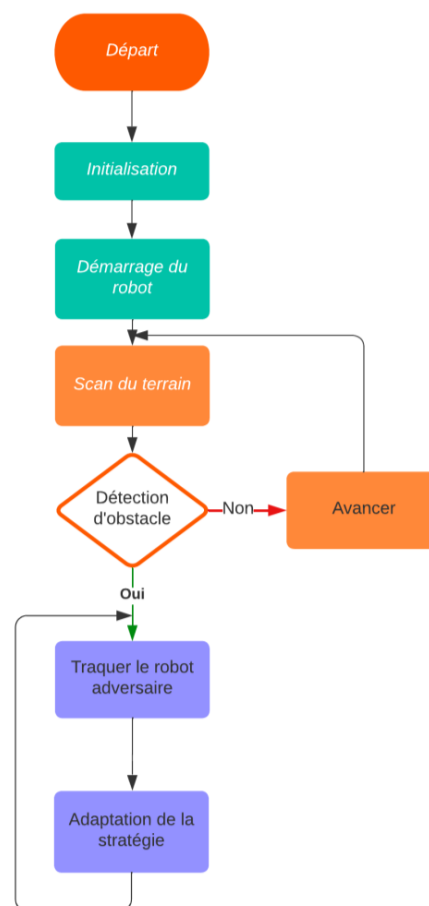 Départ
Initialisation
Démarrage du
robot
Scan du terrain
Détection
d'obstacle
Non
Avancer
Oui
Traquer le robot
adversaire
Adaptation de la
stratégie